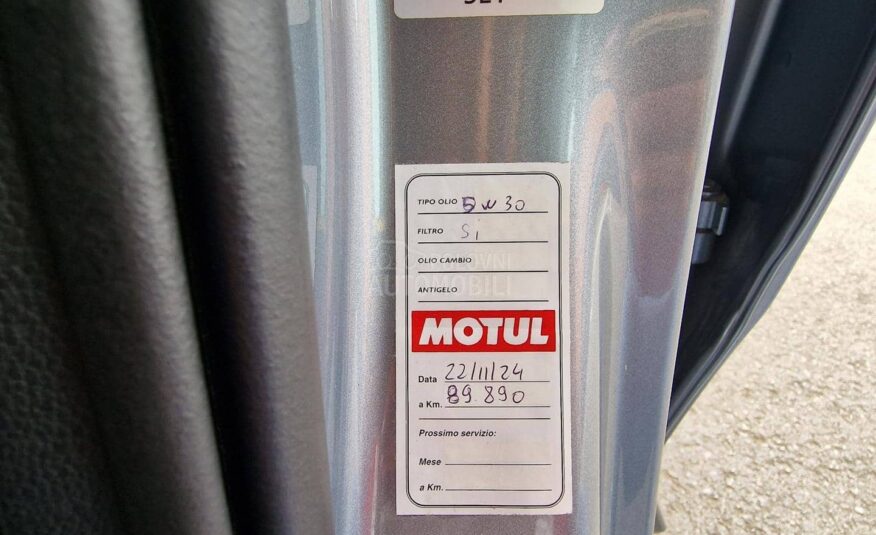 TIPO OLIO 5W30
FILTRO Si
OLIO CAMBIO
ANTIGELO
MOTUL
Data 22/11/24
a Km. 89.890
Prossimo servizio:
Mese
a Km.